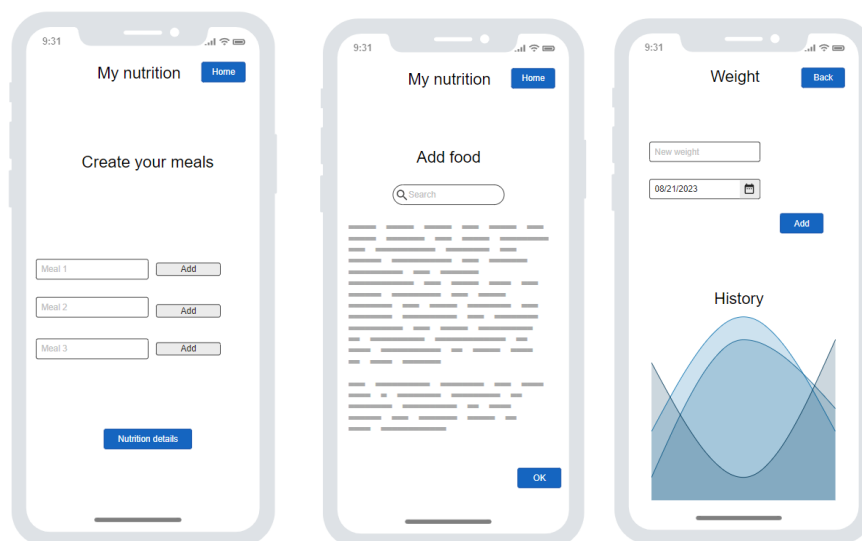 9:31
My nutrition
Home
Create your meals
Meal 1
Add
Meal 2
Add
Meal 3
Add
Nutrition details
9:31
My nutrition
Home
Add food
Search
OK
9:31
Weight
Back
New weight
08/21/2023
Add
History